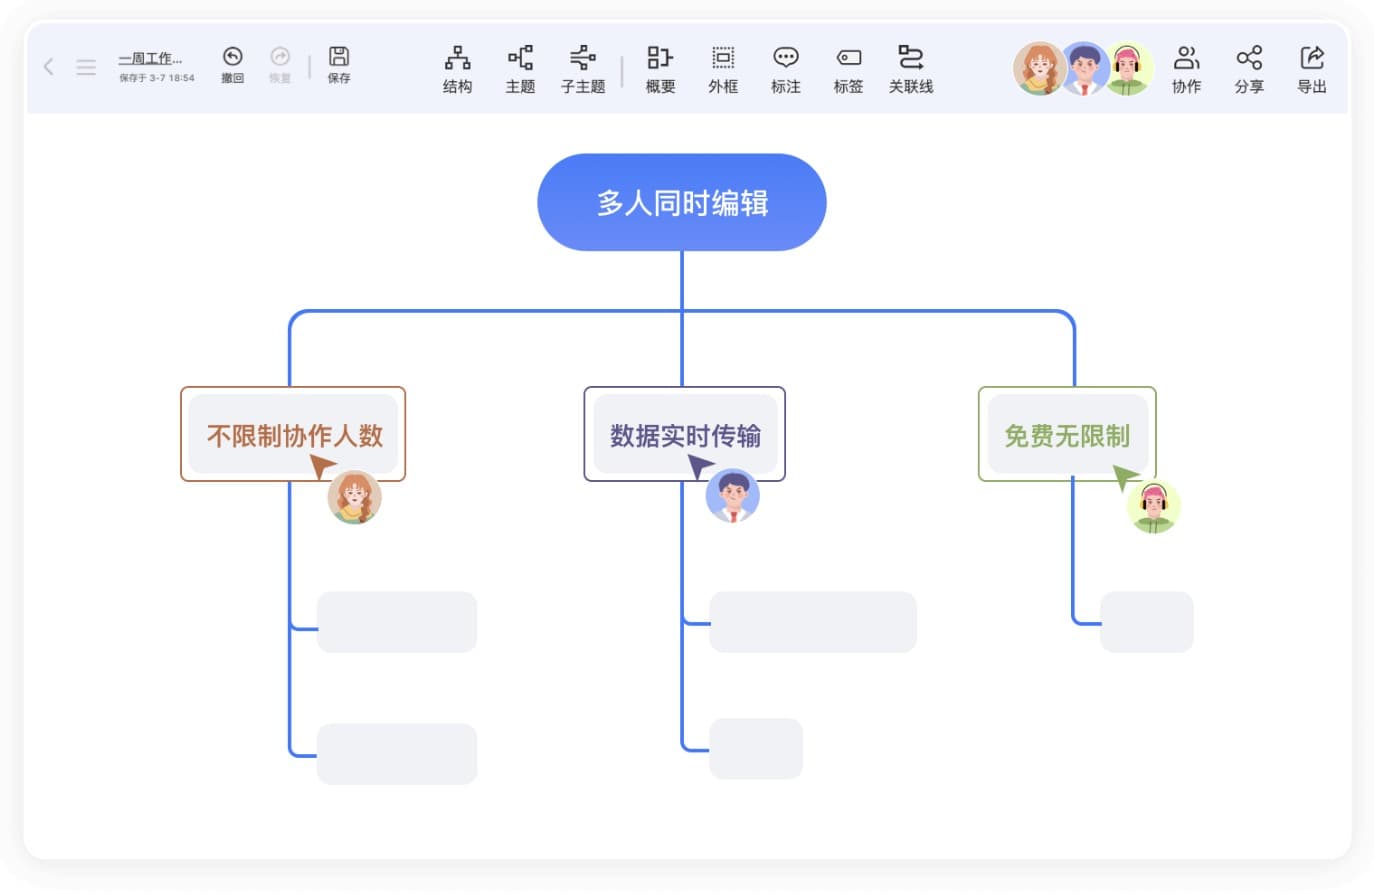 一周工作...
保存于 3-7 18:54
撤回
恢复
保存
结构
主题
子主题
概要
外框
标注
标签
关联线
协作
分享
导出
多人同时编辑
不限制协作人数
数据实时传输
免费无限制